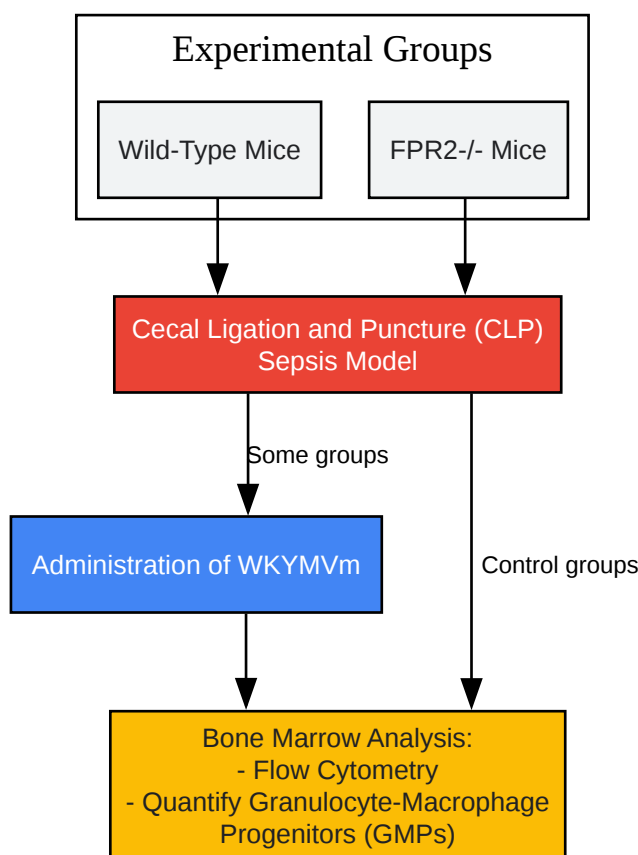 Experimental Groups
Wild-Type Mice
FPR2-/- Mice
Cecal Ligation and Puncture (CLP)
Sepsis Model
Some groups
Administration of WKYMVm
Control groups
Bone Marrow Analysis:
- Flow Cytometry
- Quantify Granulocyte-Macrophage
Progenitors (GMPs)